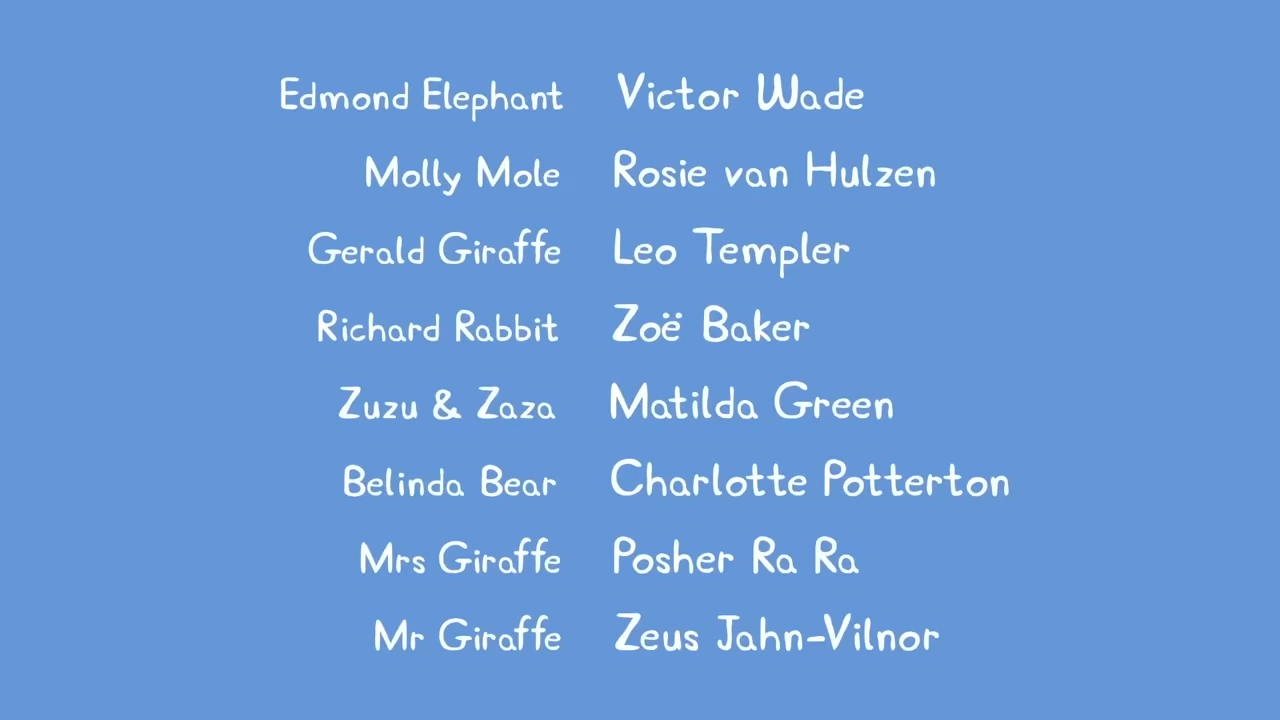 Edmond Elephant Victor Wade
Molly Mole Rosie van Hulzen
Gerald Giraffe Leo Templer
Richard Rabbit Zoë Baker
Zuzu & Zaza Matilda Green
Belinda Bear Charlotte Potterton
Mrs Giraffe Posher Ra Ra
Mr Giraffe Zeus Jahn-Vilnor